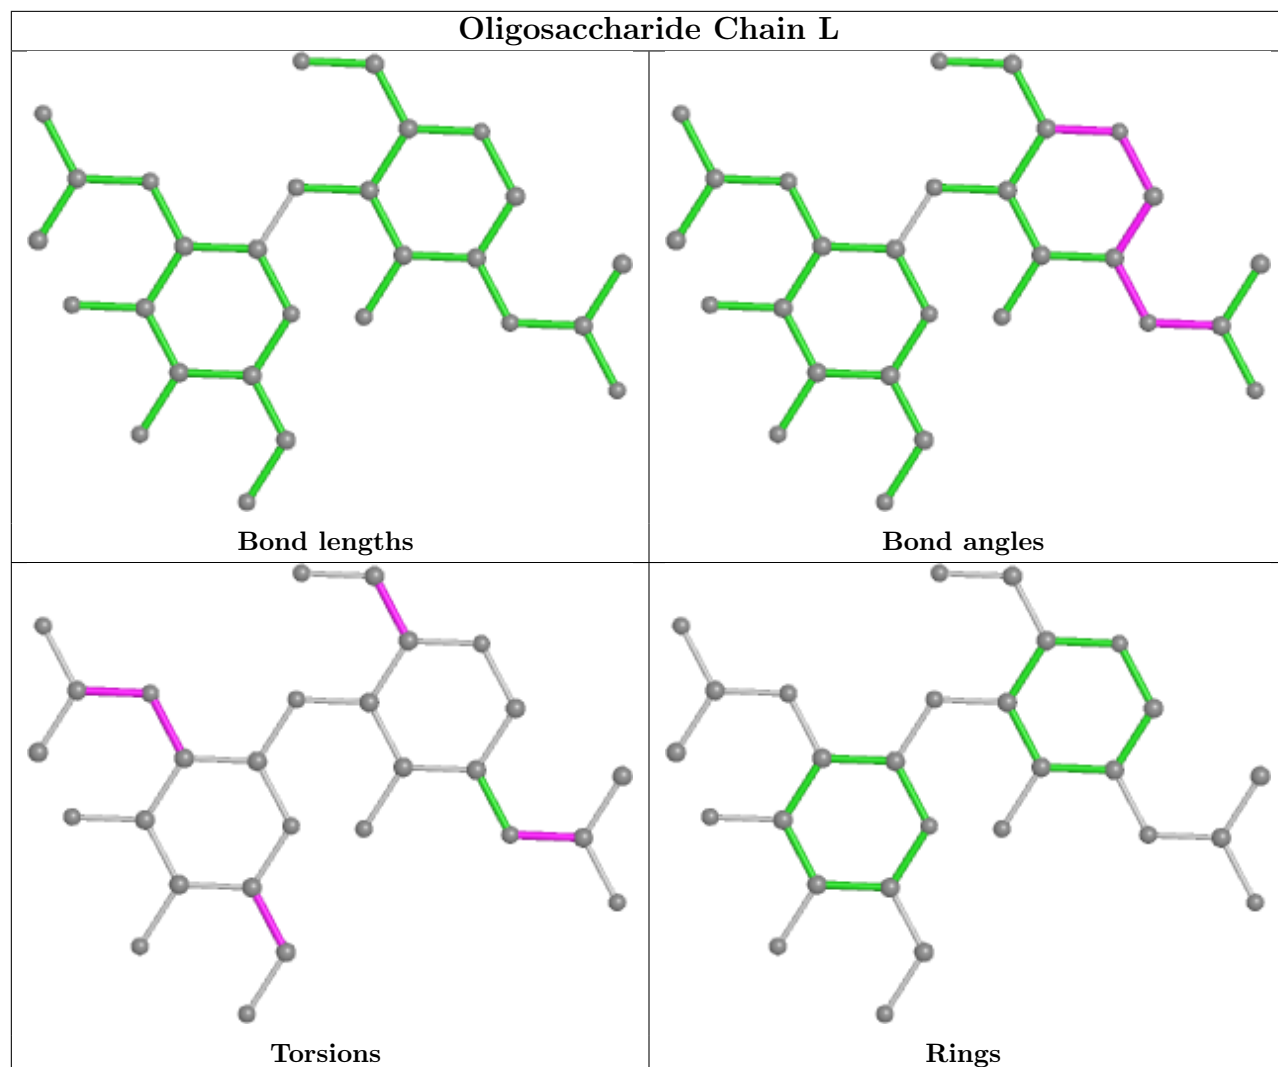 Oligosaccharide Chain L
Bond lengths
Bond angles
Torsions
Rings